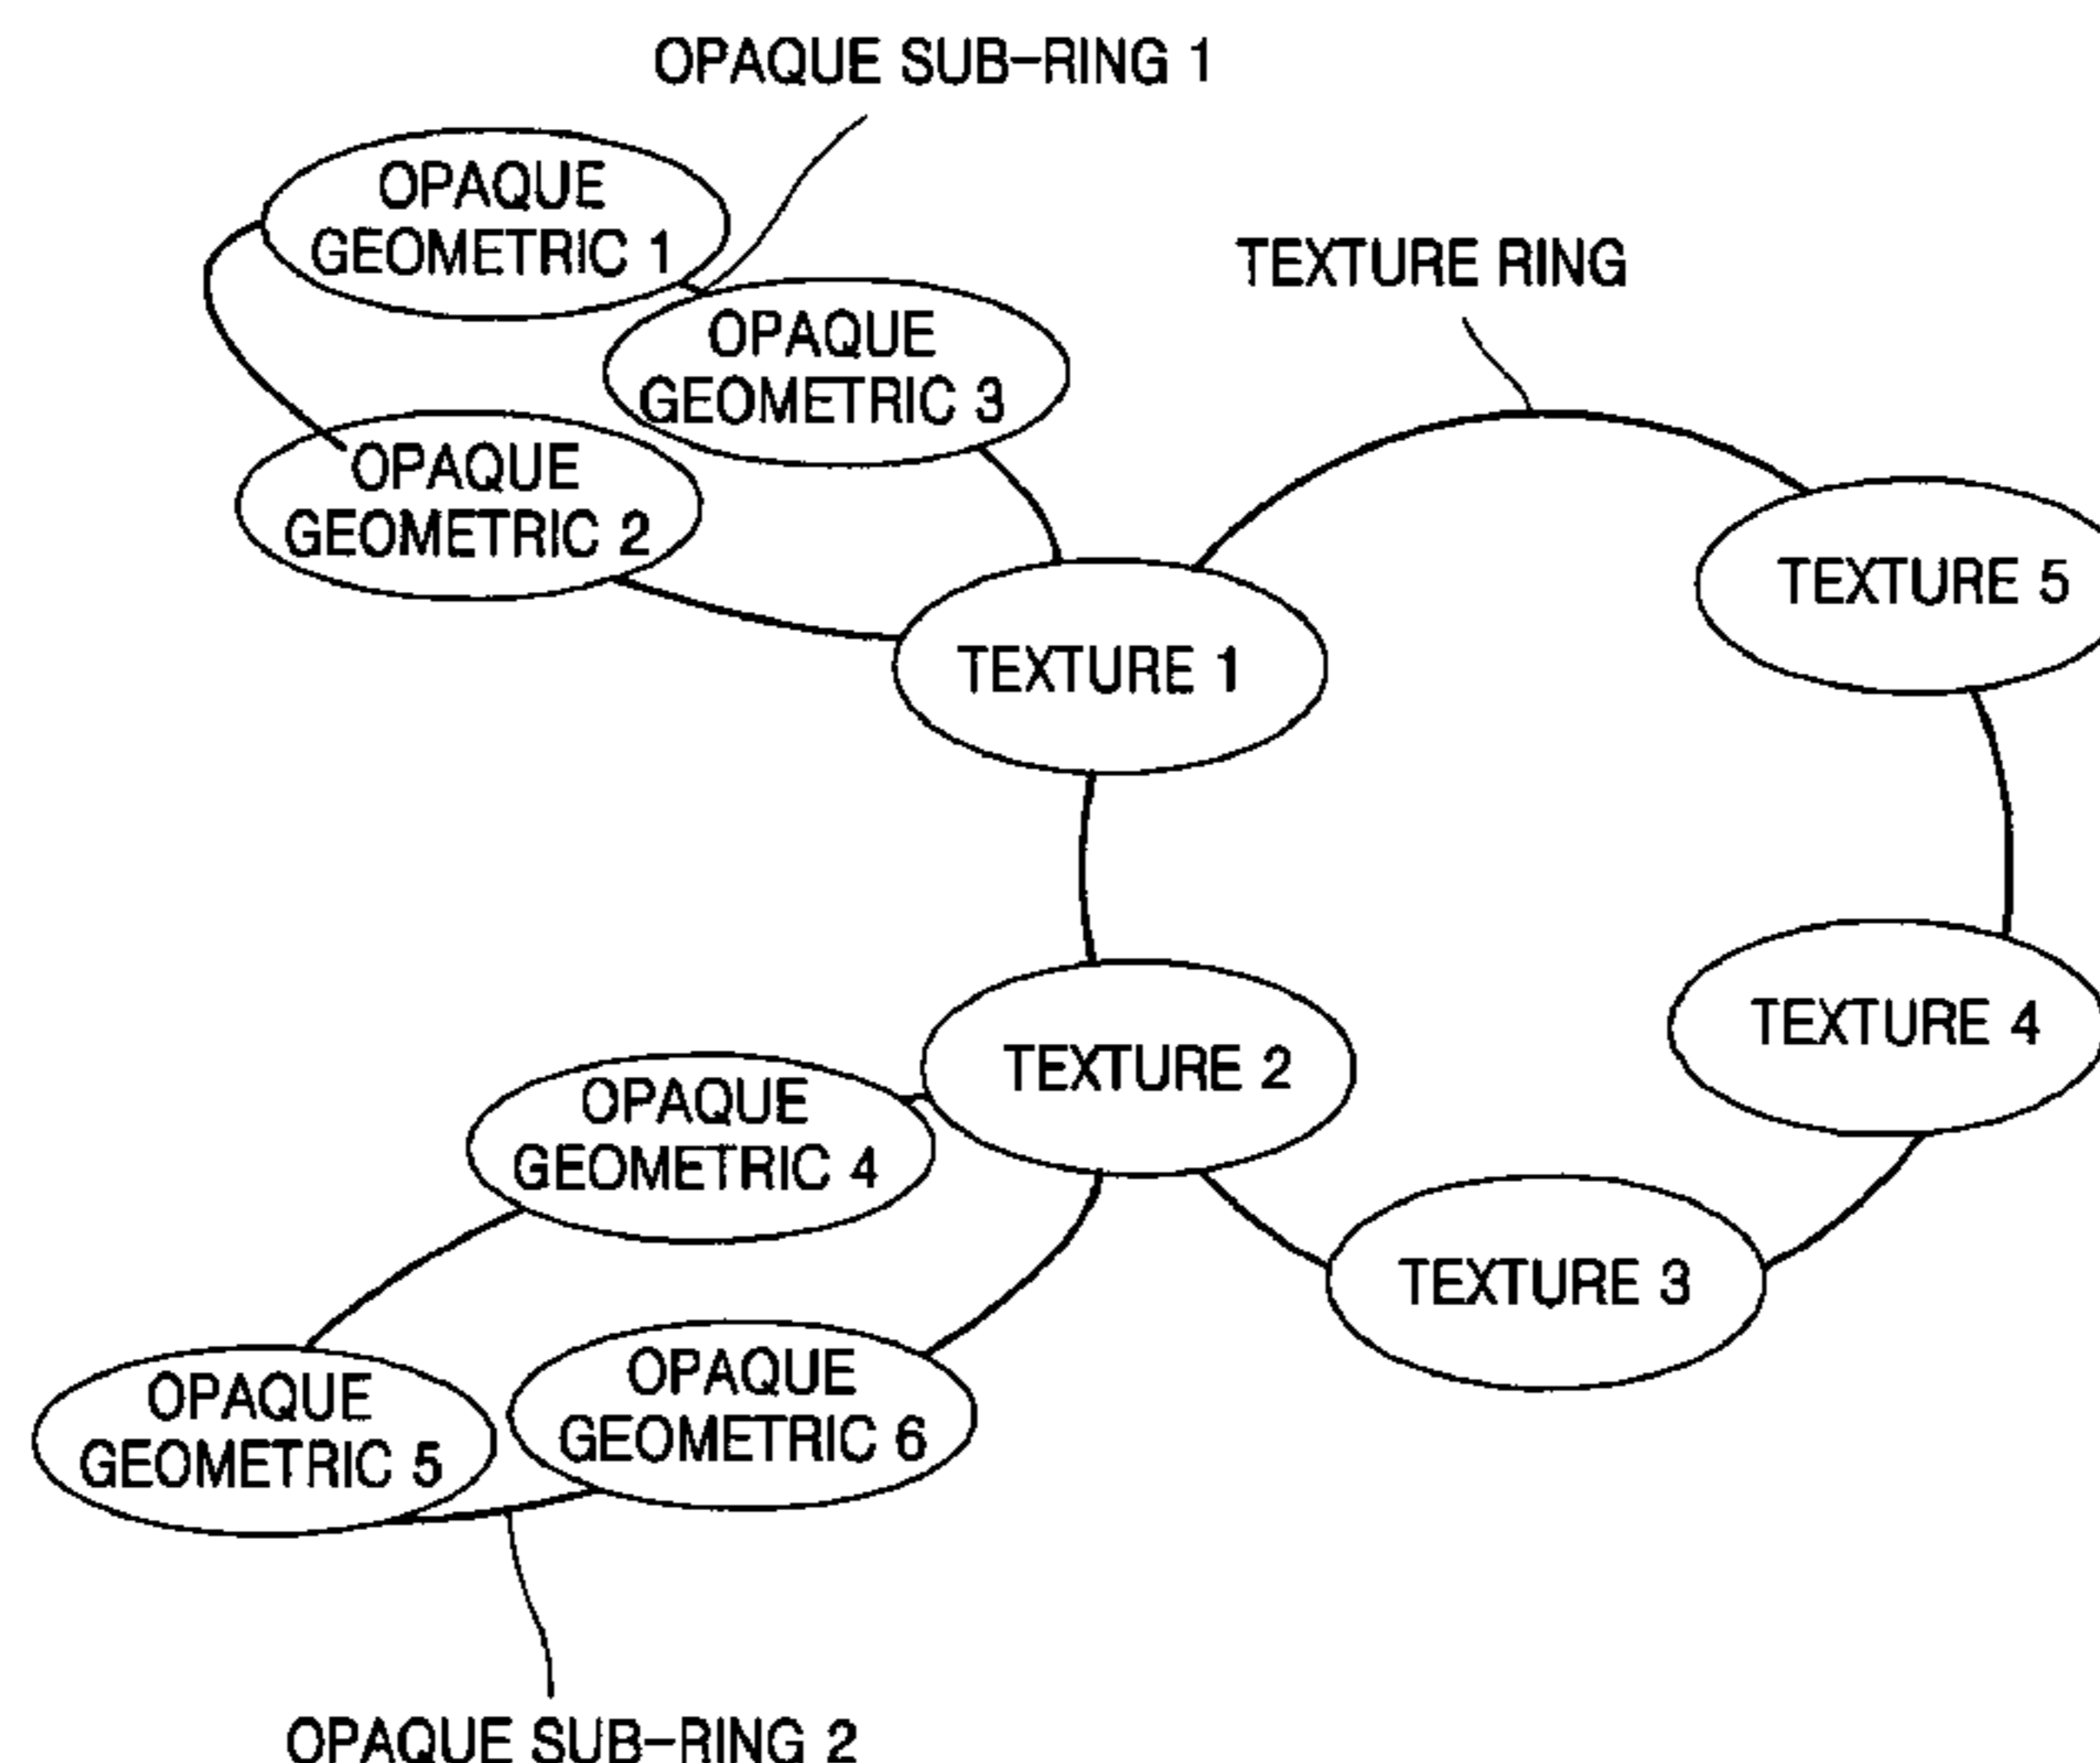 OPAQUE SUB-RING 1
OPAQUE
GEOMETRIC 1
TEXTURE RING
OPAQUE
GEOMETRIC 3
OPAQUE
GEOMETRIC 2
TEXTURE 5
TEXTURE 1
TEXTURE 4
TEXTURE 2
OPAQUE
GEOMETRIC 4
TEXTURE 3
OPAQUE
GEOMETRIC 6
OPAQUE
GEOMETRIC 5
OPAQUE SUB-RING 2